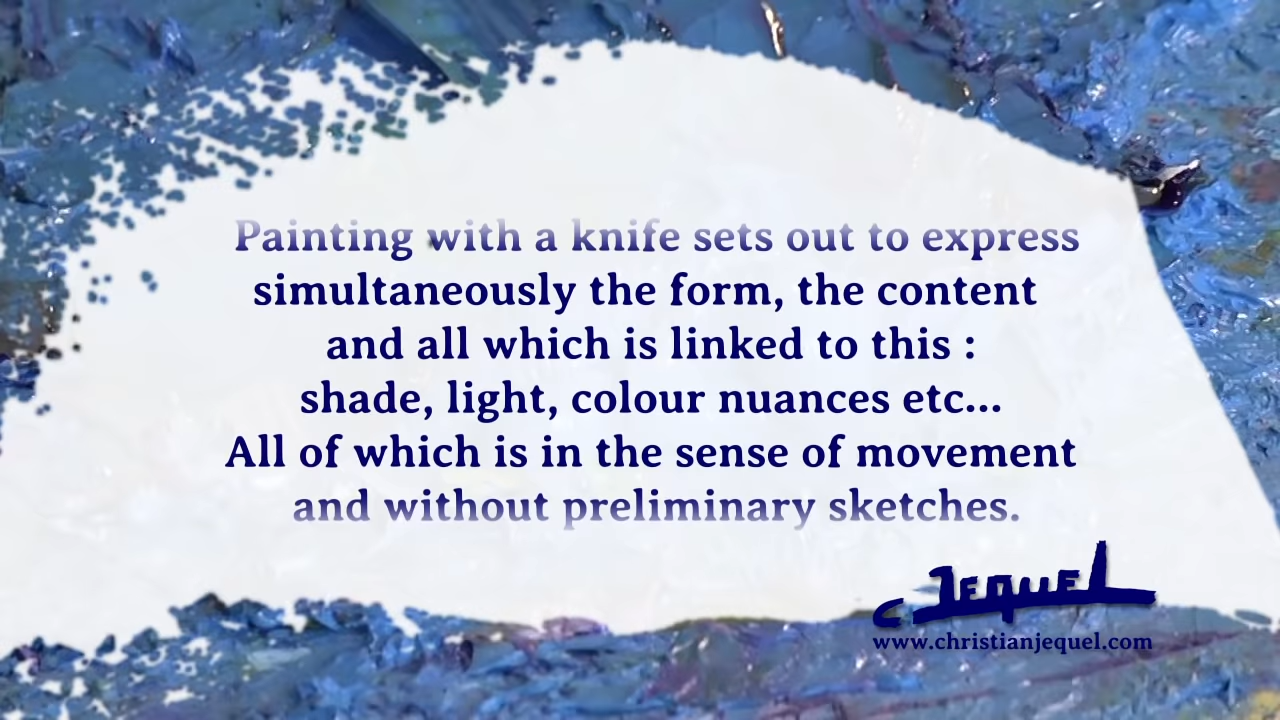 Painting with a knife sets out to express
simultaneously the form, the content
and all which is linked to this :
shade, light, colour nuances etc...
All of which is in the sense of movement
and without preliminary sketches.
C JEQUEL
www.christianjequel.com